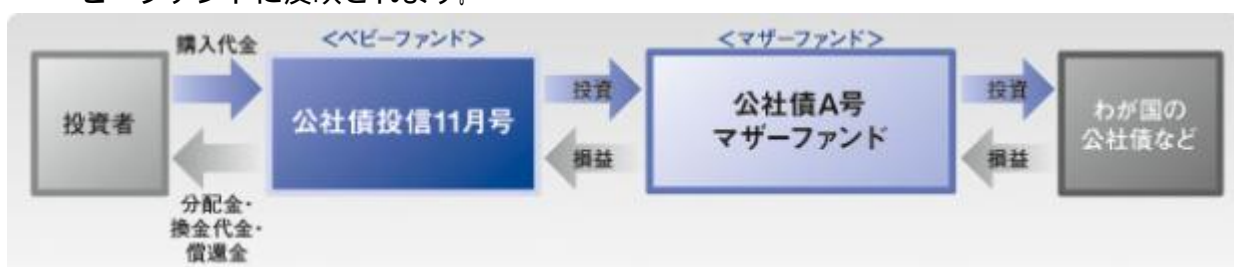 購入代金
<ベビーファンド>
<マザーファンド>
投資者
公社債投信11月号
投資
損益
公社債A号
マザーファンド
投資
損益
わが国の
公社債など
分配金・
換金代金・
償還金